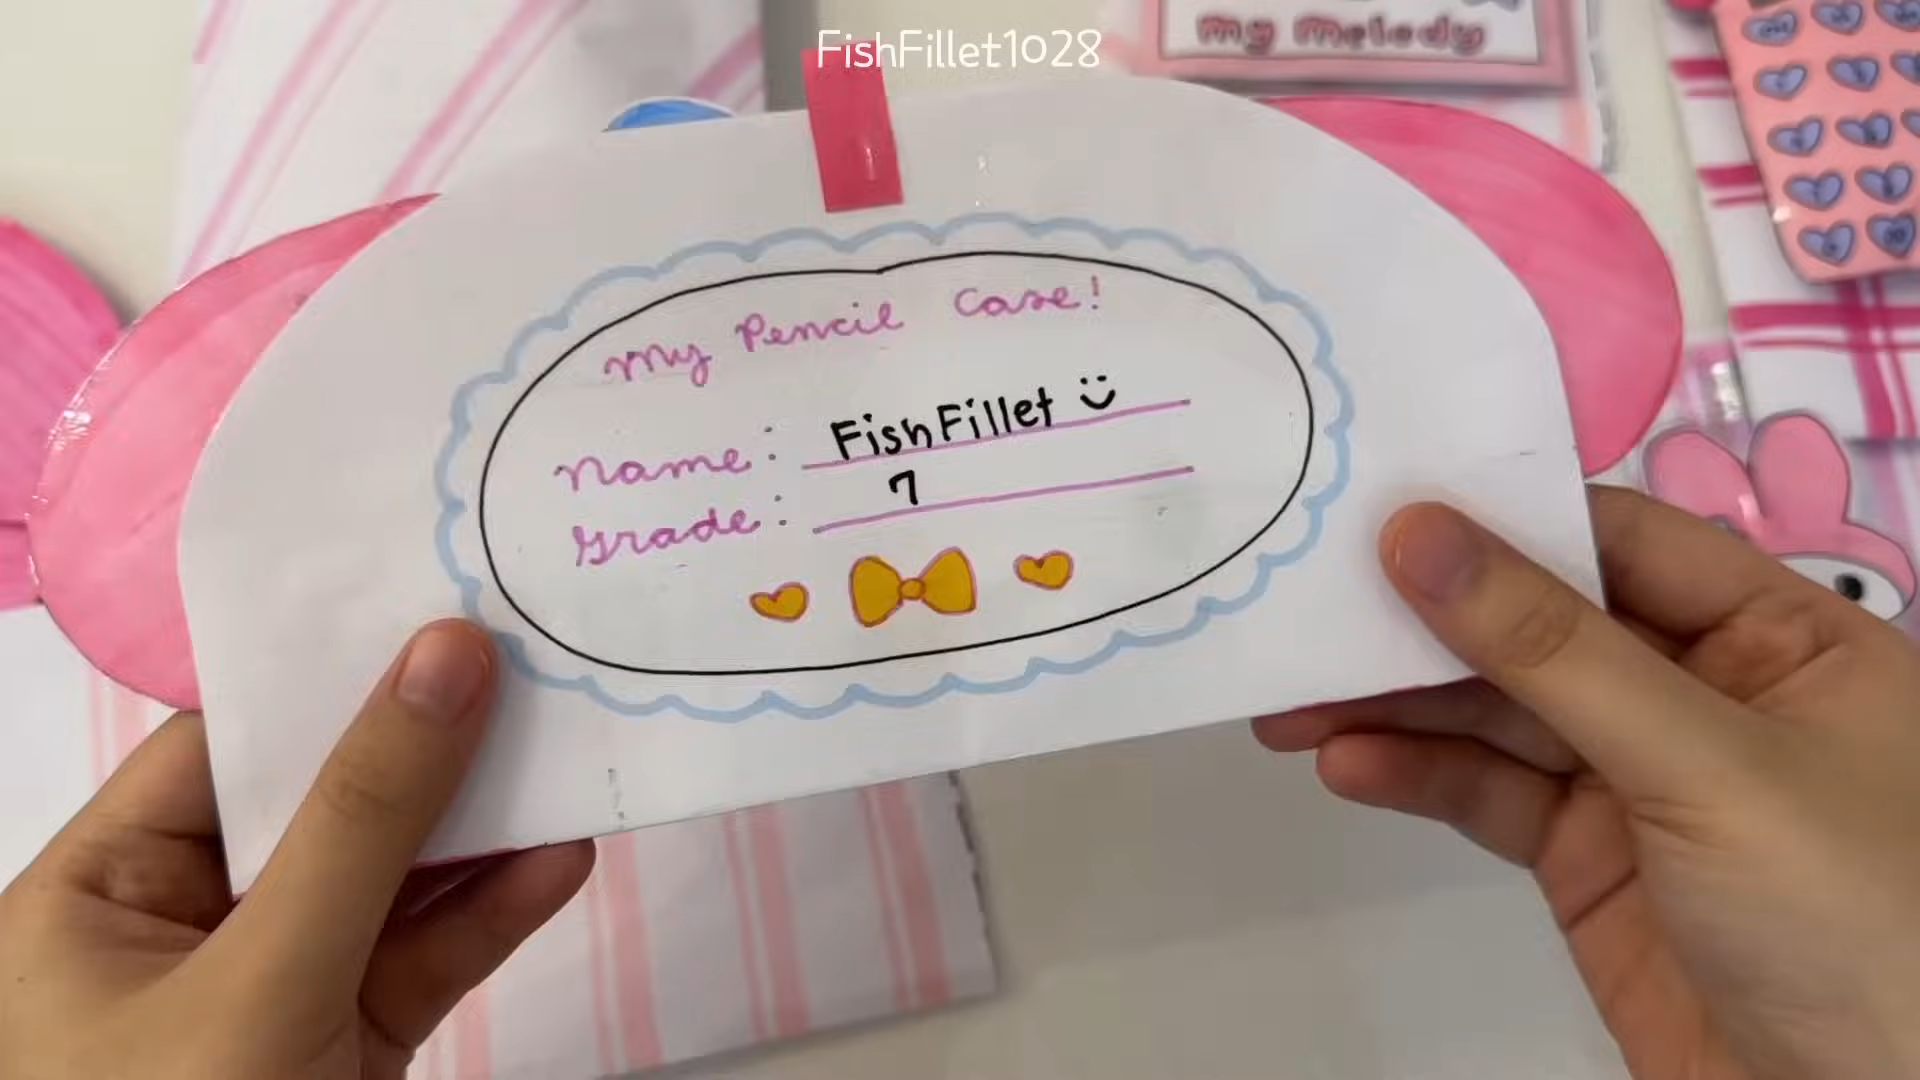 FishFillet1028
My Melody
My Pencil Case!
Name: FishFillet
Grade: 7